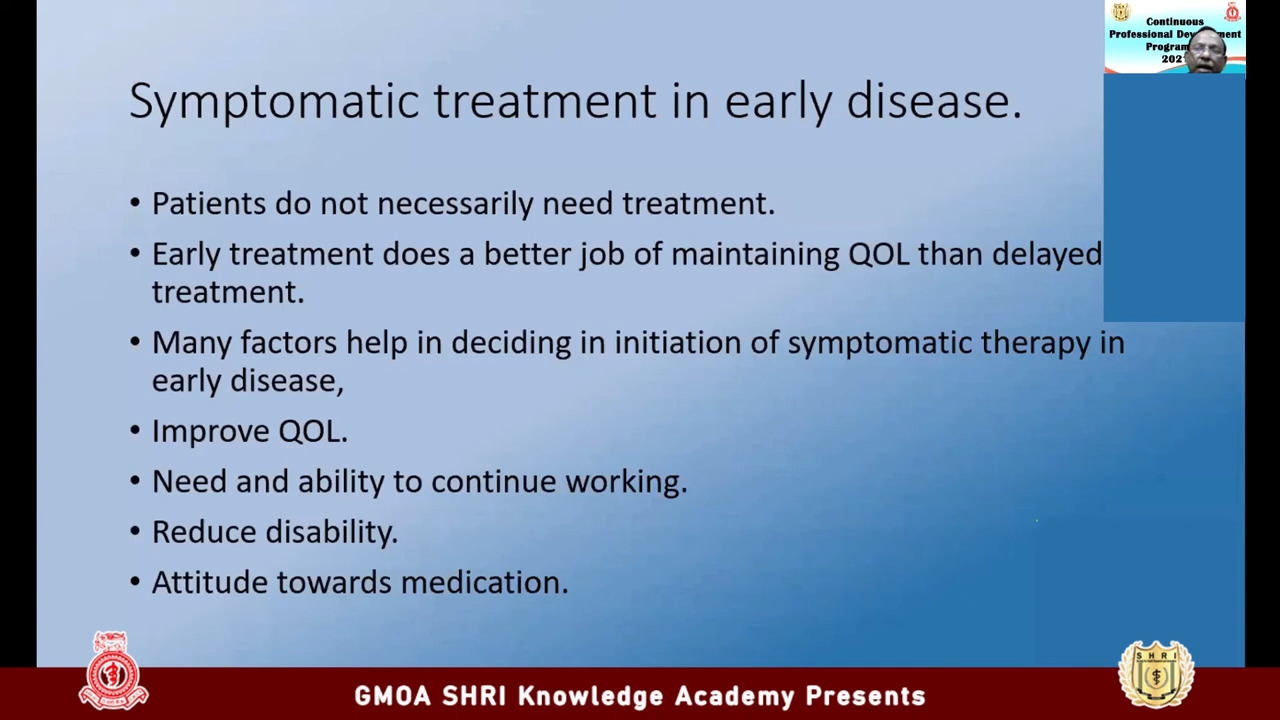 Continuous
Professional Dev ment
Program
202
Symptomatic treatment in early disease.
• Patients do not necessarily need treatment.
• Early treatment does a better job of maintaining QOL than delayed
treatment.
• Many factors help in deciding in initiation of symptomatic therapy in
early disease,
• Improve QOL.
• Need and ability to continue working.
• Reduce disability.
• Attitude towards medication.
SHRI
GMOA SHRI Knowledge Academy Presents